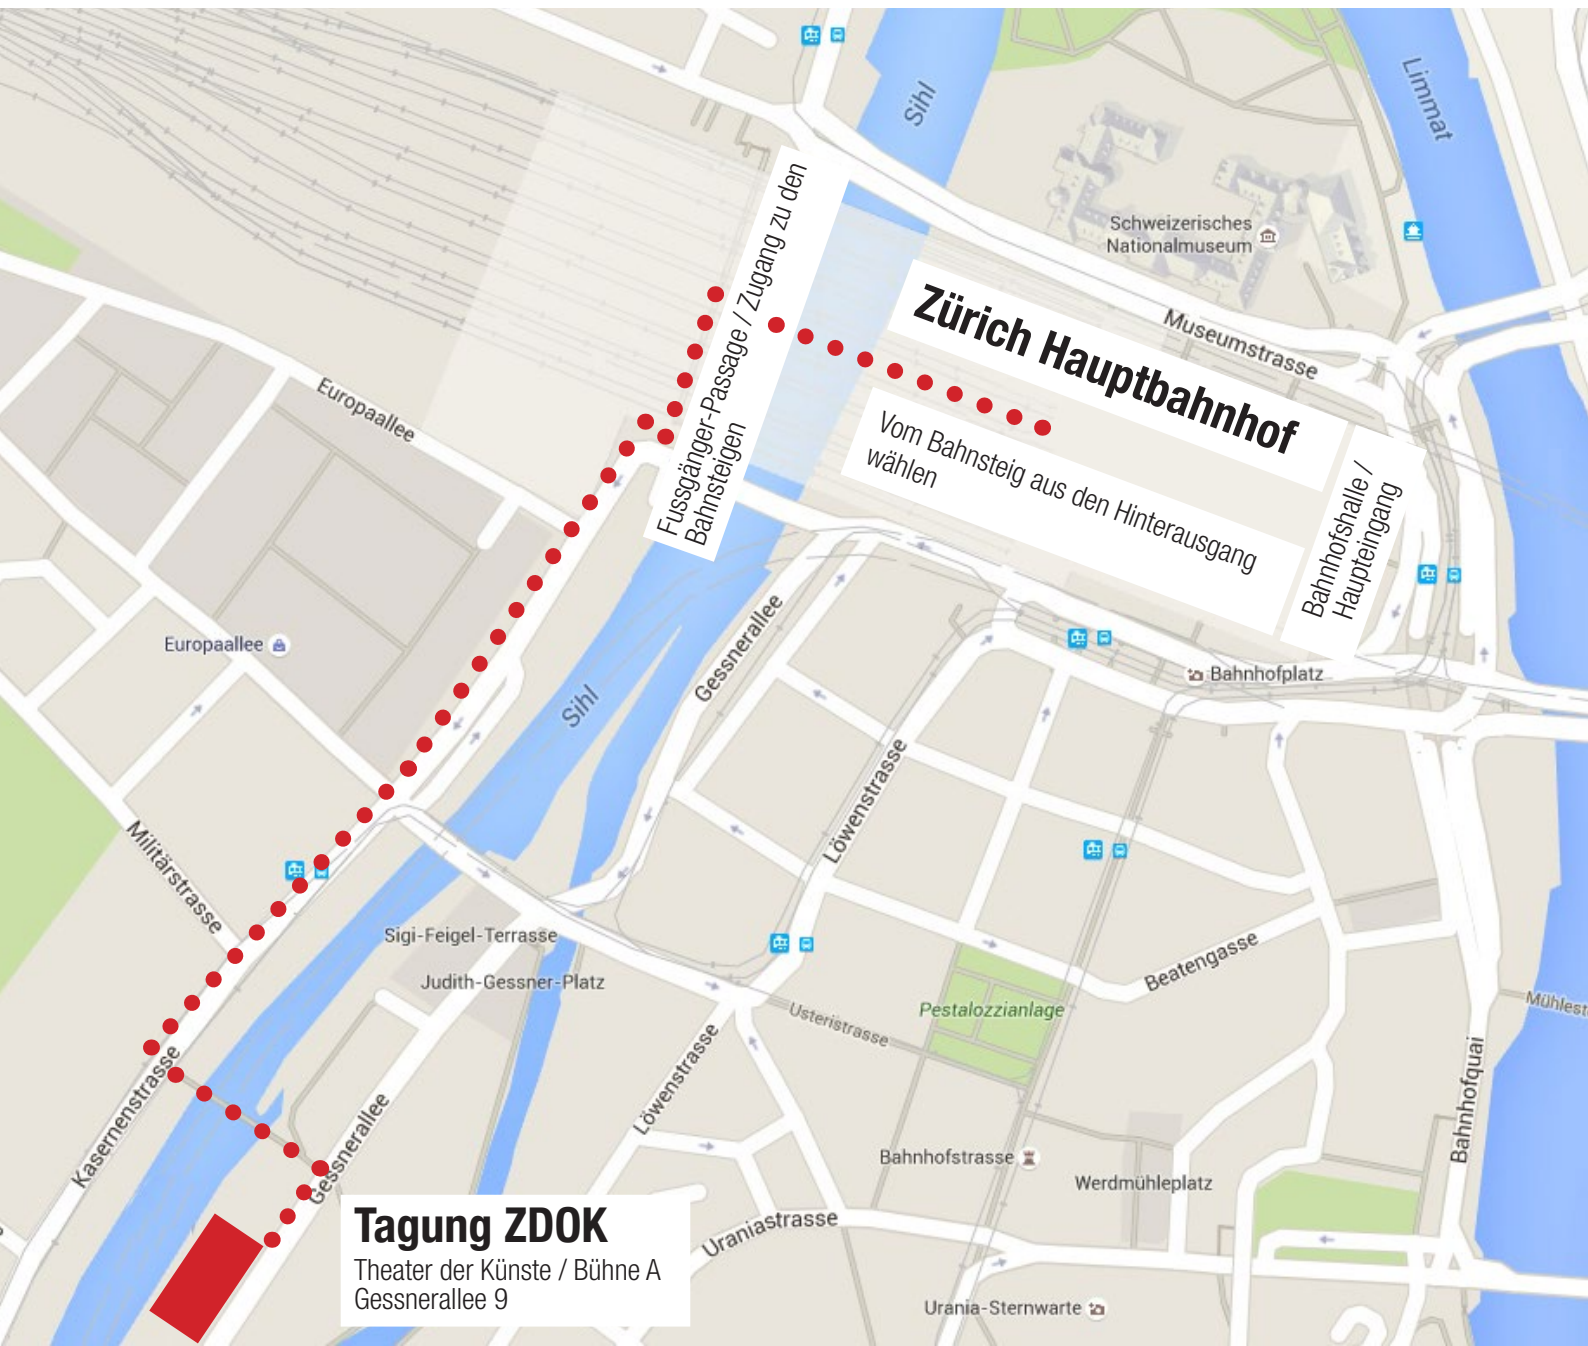 Sihl
Limmat
Schweizerisches
Nationalmuseum
Museumstrasse
Fussgänger-Passage / Zugang zu den
Bahnsteigen
Zürich Hauptbahnhof
Vom Bahnsteig aus den Hinterausgang
wählen
Bahnhofshalle /
Haupteingang
Europaallee
Europaallee
Gessnerallee
Sihl
Bahnhofplatz
Löwenstrasse
Militärstrasse
Sigi-Feigel-Terrasse
Judith-Gessner-Platz
Beatengasse
Pestalozzianlage
Usteristrasse
Mühlest
Kasernenstrasse
Gessnerallee
Löwenstrasse
Bahnhofquai
Bahnhofstrasse
Werdmühleplatz
Uraniastrasse
Urania-Sternwarte
Tagung ZDOK
Theater der Künste / Bühne A
Gessnerallee 9